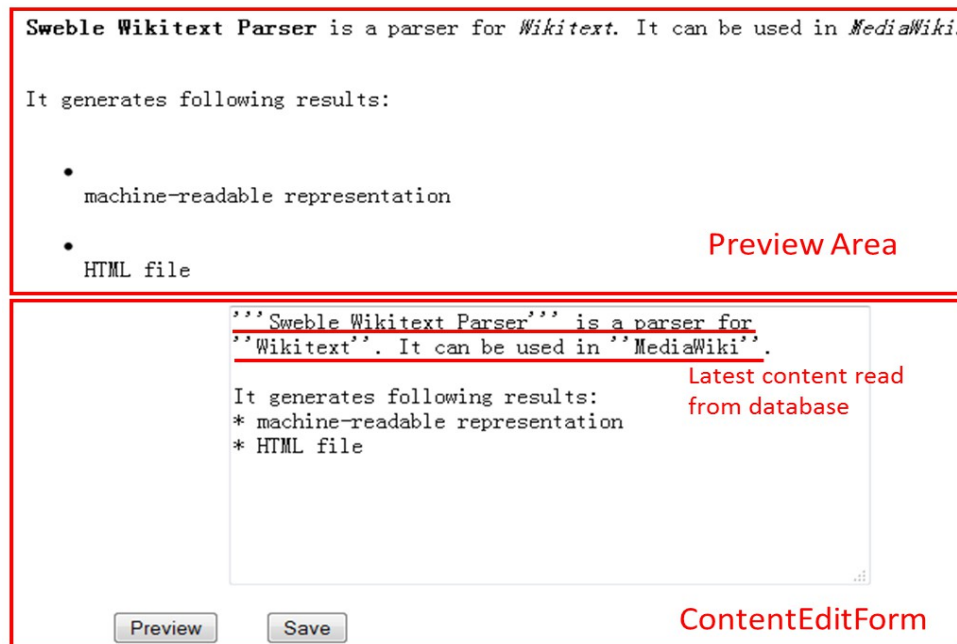 Sweble Wikitext Parser is a parser for Wikitext. It can be used in MediaWiki.
It generates following results:
• machine-readable representation
• HTML file
Preview Area
'''Sweble Wikitext Parser''' is a parser for
''Wikitext''. It can be used in ''MediaWiki''.
Latest content read
from database
It generates following results:
* machine-readable representation
* HTML file
Preview
Save
ContentEditForm